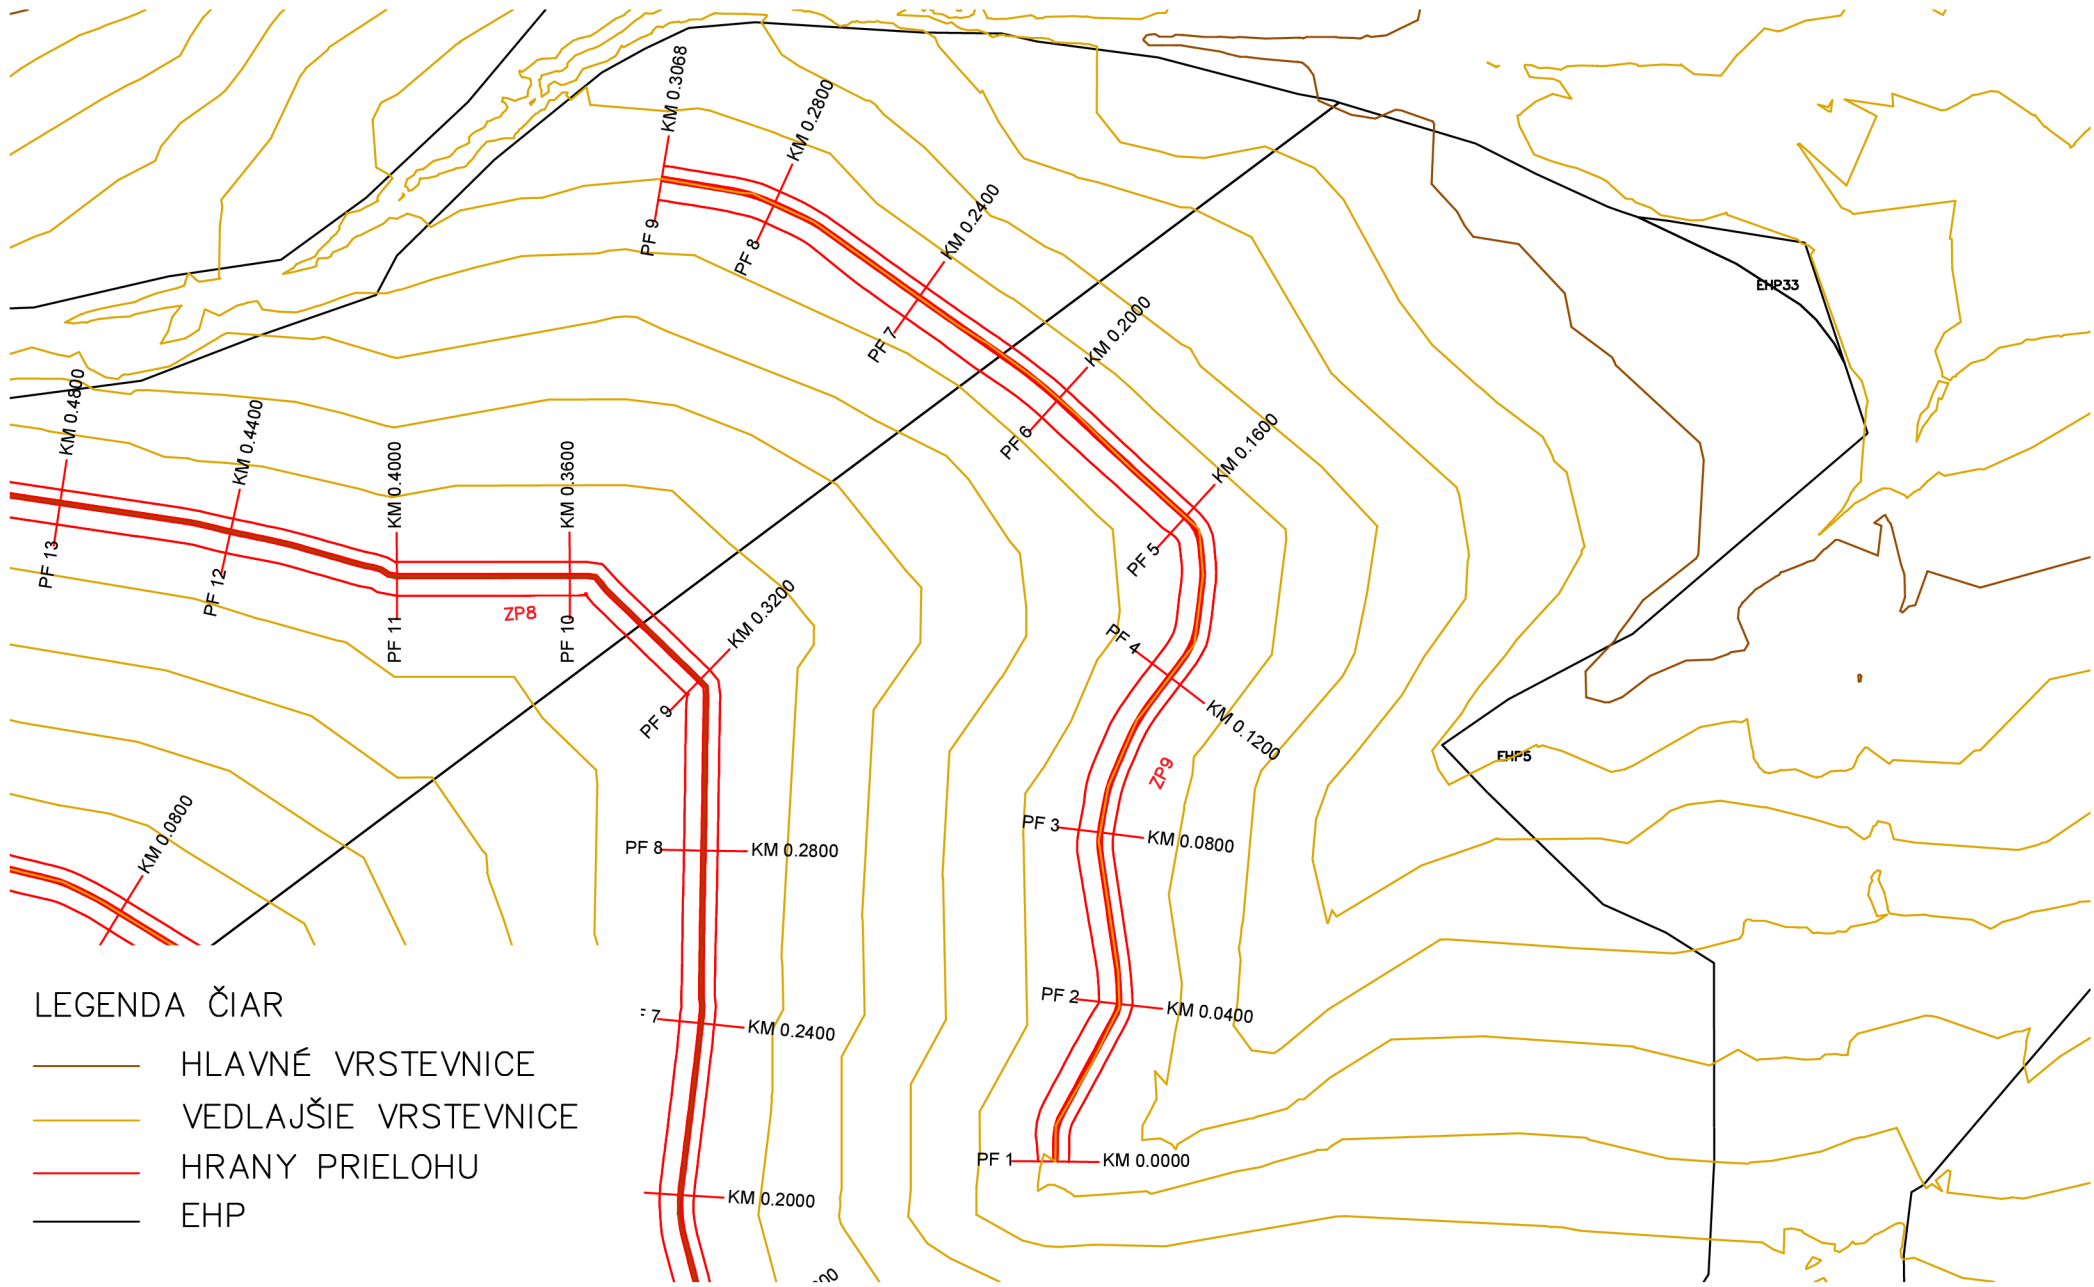 KM 0.3068
KM 0.2800
KM 0.2400
PF 9
PF 8
EHP33
KM 0.2000
PF 7
KM 0.4800
KM 0.4400
KM 0.4000
KM 0.3600
PF 6
KM 0.1600
PF 13
PF 12
PF 11
ZP8
PF 10
PF 5
KM 0.3200
PF 4
PF 9
KM 0.1200
EHP5
ZP9
KM 0.0800
PF 8
KM 0.2800
PF 3
KM 0.0800
PF 2
KM 0.0400
7
KM 0.2400
PF 1
KM 0.0000
KM 0.2000
LEGENDA ČIAR
HLAVNÉ VRSTEVNICE
VEDLAJŠIE VRSTEVNICE
HRANY PRIELOHU
EHP